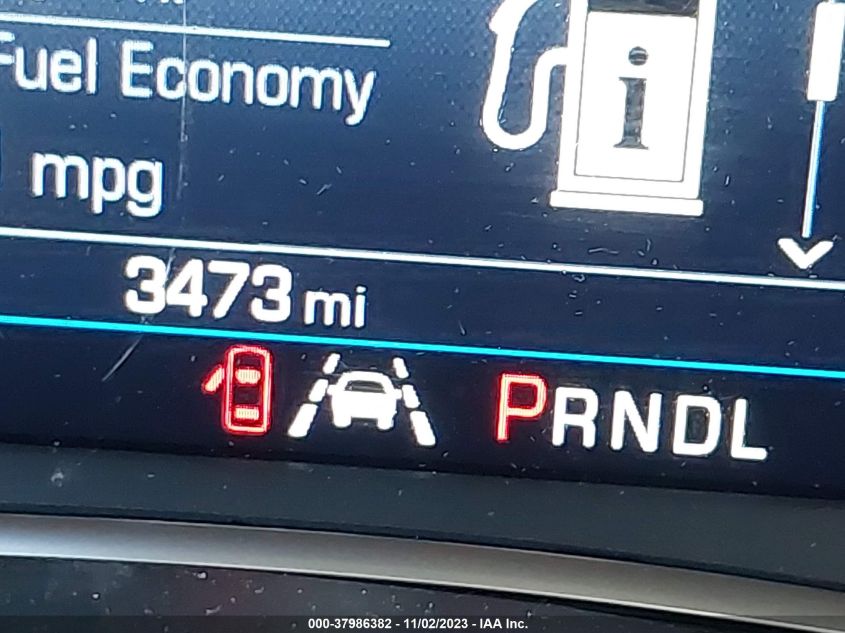 Fuel Economy
i
mpg
3473 mi
PRNDL
000-37986382 - 11/02/2023 - IAA Inc.